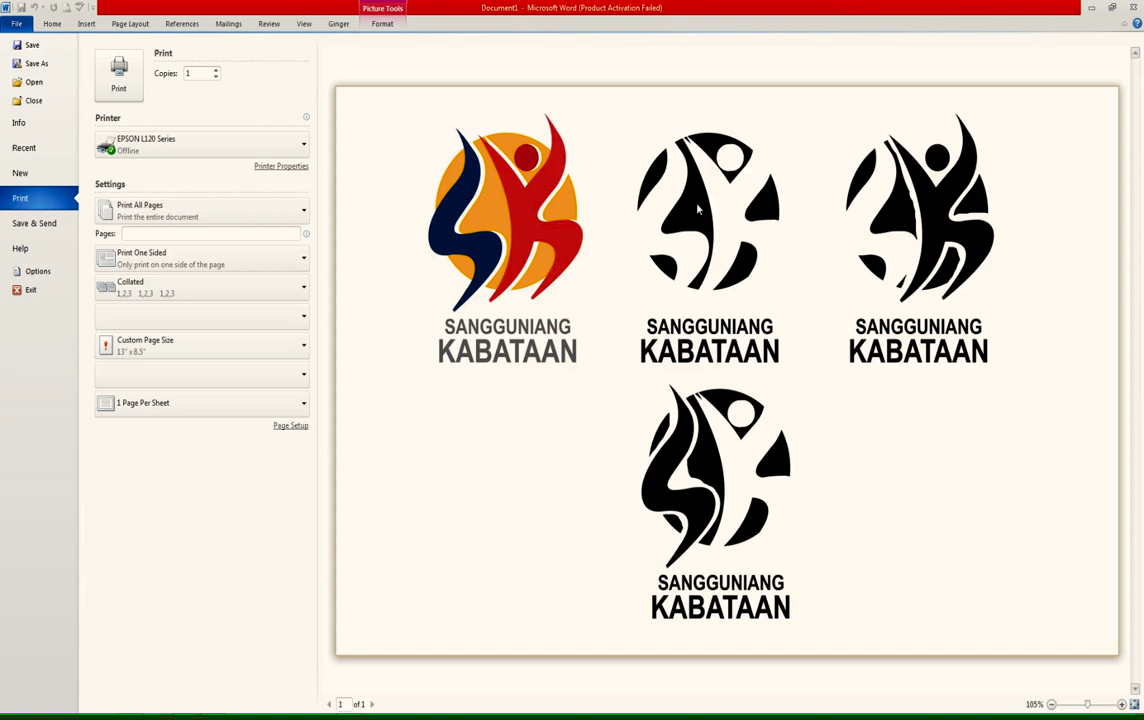 Document1 - Microsoft Word (Product Activation Failed)
Picture Tools
File Home Insert Page Layout References Mailings Review View Ginger Format
Save
Save As
Open
Close
Info
Recent
New
Print
Save & Send
Help
Options
Exit
Print
Copies: 1
Print
Printer
EPSON L120 Series
Offline
Printer Properties
Settings
Print All Pages
Print the entire document
Pages:
Print One Sided
Only print on one side of the page
Collated
1,2,3 1,2,3 1,2,3
Custom Page Size
13" x 8.5"
1 Page Per Sheet
Page Setup
SANGGUNIANG
KABATAAN
SANGGUNIANG
KABATAAN
SANGGUNIANG
KABATAAN
SANGGUNIANG
KABATAAN
1 of 1
105%